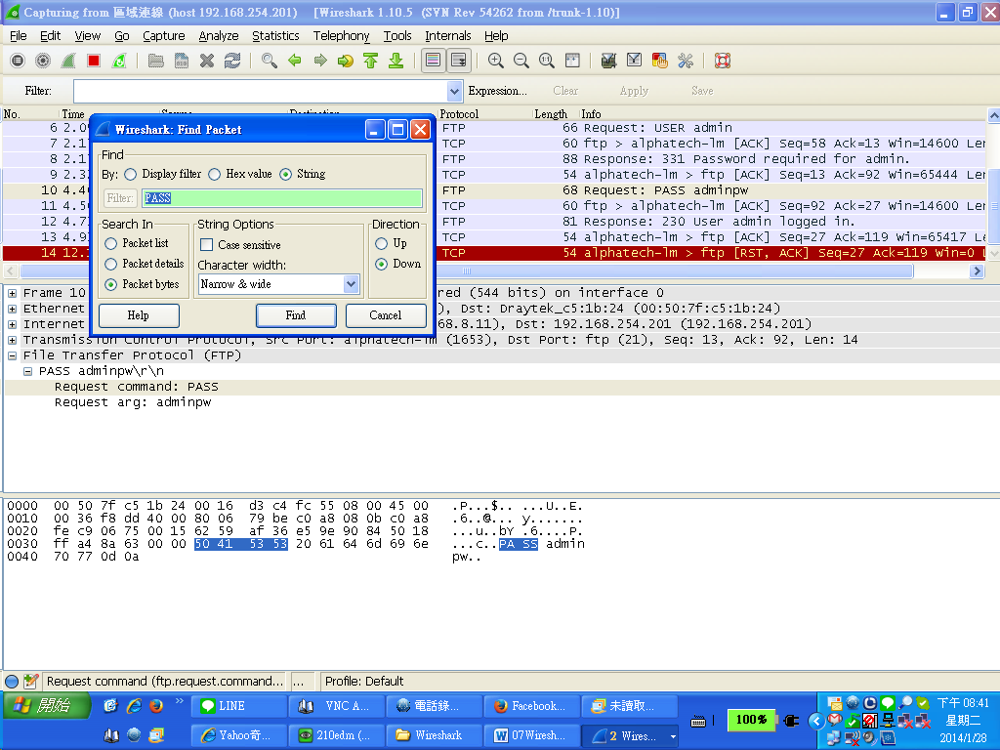 Capturing from 區域連線 (host 192.168.254.201) [Wireshark 1.10.5 (SVN Rev 54262 from /trunk-1.10)]
File Edit View Go Capture Analyze Statistics Telephony Tools Internals Help
Filter: Expression... Clear Apply Save
No. Time Source Destination Protocol Length Info
6 2.09 FTP 66 Request: USER admin
7 2.1 TCP 60 ftp > alphatech-lm [ACK] Seq=58 Ack=13 Win=14600 Len
8 2.1 FTP 88 Response: 331 Password required for admin.
9 2.3 TCP 54 alphatech-lm > ftp [ACK] Seq=13 Ack=92 Win=65444 Len
10 4.4 FTP 68 Request: PASS adminpw
11 4.5 TCP 60 ftp > alphatech-lm [ACK] Seq=92 Ack=27 Win=14600 Len
12 4.7 FTP 81 Response: 230 User admin logged in.
13 4.9 TCP 54 alphatech-lm > ftp [ACK] Seq=27 Ack=119 Win=65417 L
14 12. TCP 54 alphatech-lm > ftp [RST, ACK] Seq=27 Ack=119 Win=0 L
Wireshark: Find Packet
Find
By: Display filter Hex value String
Filter: PASS
Search In
Packet list
Packet details
Packet bytes
String Options
Case sensitive
Character width:
Narrow & wide
Direction
Up
Down
Help Find Cancel
Frame 10 red (544 bits) on interface 0
Ethernet ), Dst: Draytek_c5:1b:24 (00:50:7f:c5:1b:24)
Internet 68.8.11), Dst: 192.168.254.201 (192.168.254.201)
Transmission Control Protocol, Src Port: alphatech-lm (1653), Dst Port: ftp (21), Seq: 13, Ack: 92, Len: 14
File Transfer Protocol (FTP)
PASS adminpw\r\n
Request command: PASS
Request arg: adminpw
0000 00 50 7f c5 1b 24 00 16 d3 c4 fc 55 08 00 45 00 .P...$.. ...U..E.
0010 00 36 f8 dd 40 00 80 06 79 be c0 a8 08 0b c0 a8 .6..@... y.......
0020 fe c9 06 75 00 15 62 59 af 36 e5 9e 90 84 50 18 ...u..bY .6....P.
0030 ff a4 8a 63 00 00 50 41 53 53 20 61 64 6d 69 6e ...c..PA SS admin
0040 70 77 0d 0a pw..
Request command (ftp.request.command... ... Profile: Default
開始
LINE VNC A... 電話錄... Facebook... 未讀取...
Yahoo奇... 210edm (... Wireshark 07Wiresh... 2 Wires...
100%
下午 08:41
星期二
2014/1/28